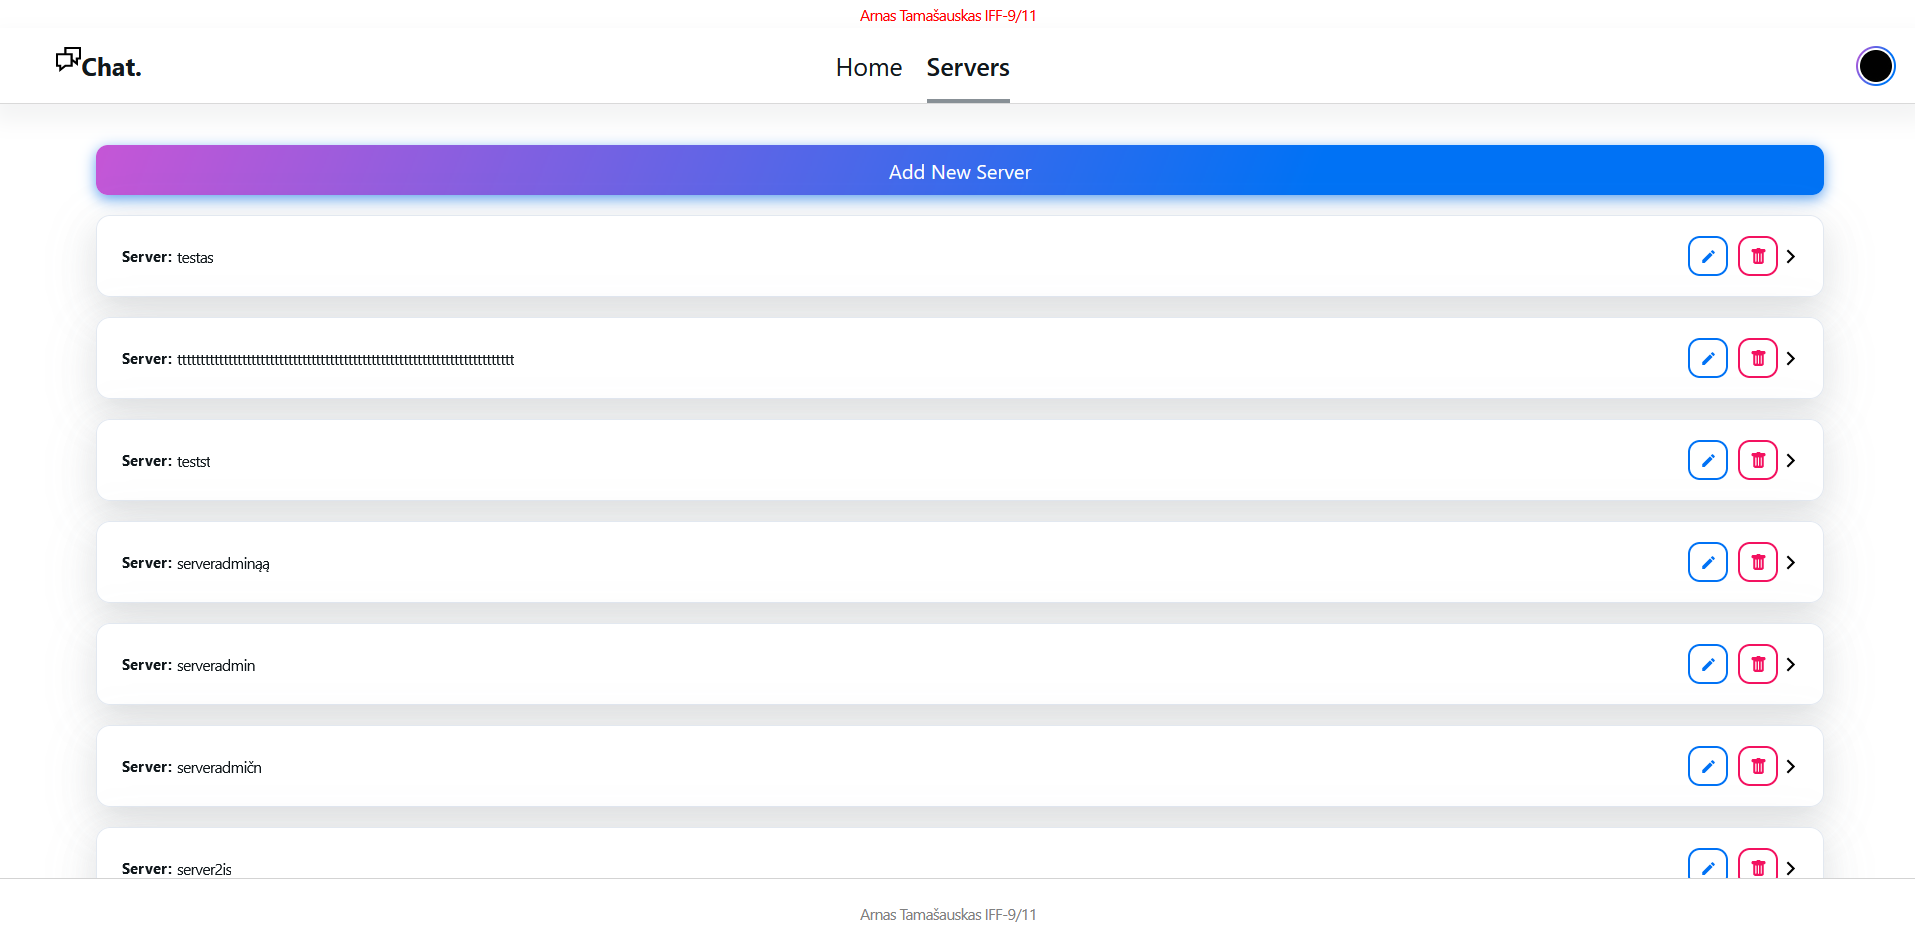 Arnas Tamašauskas IFF-9/11
Chat.
Home Servers
Add New Server
Server: testas
Server: ttttttttttttttttttttttttttttttttttttttttttttttttttttttttttttttttttttttttt
Server: testst
Server: serveradminąą
Server: serveradmin
Server: serveradmičn
Server: server2is
Arnas Tamašauskas IFF-9/11